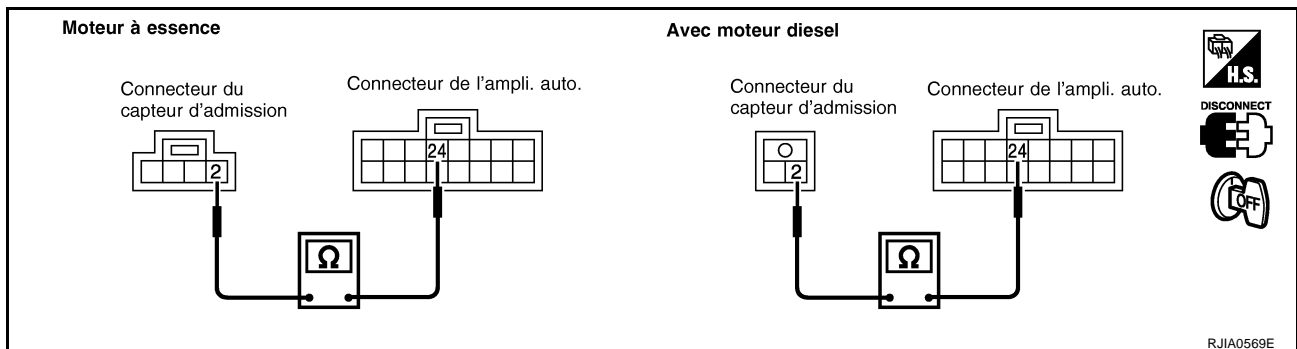 Moteur à essence
Connecteur du
capteur d'admission
Connecteur de l'ampli. auto.
2
24
Ω
Avec moteur diesel
Connecteur du
capteur d'admission
Connecteur de l'ampli. auto.
2
24
Ω
H.S.
DISCONNECT
OFF
RJIA0569E